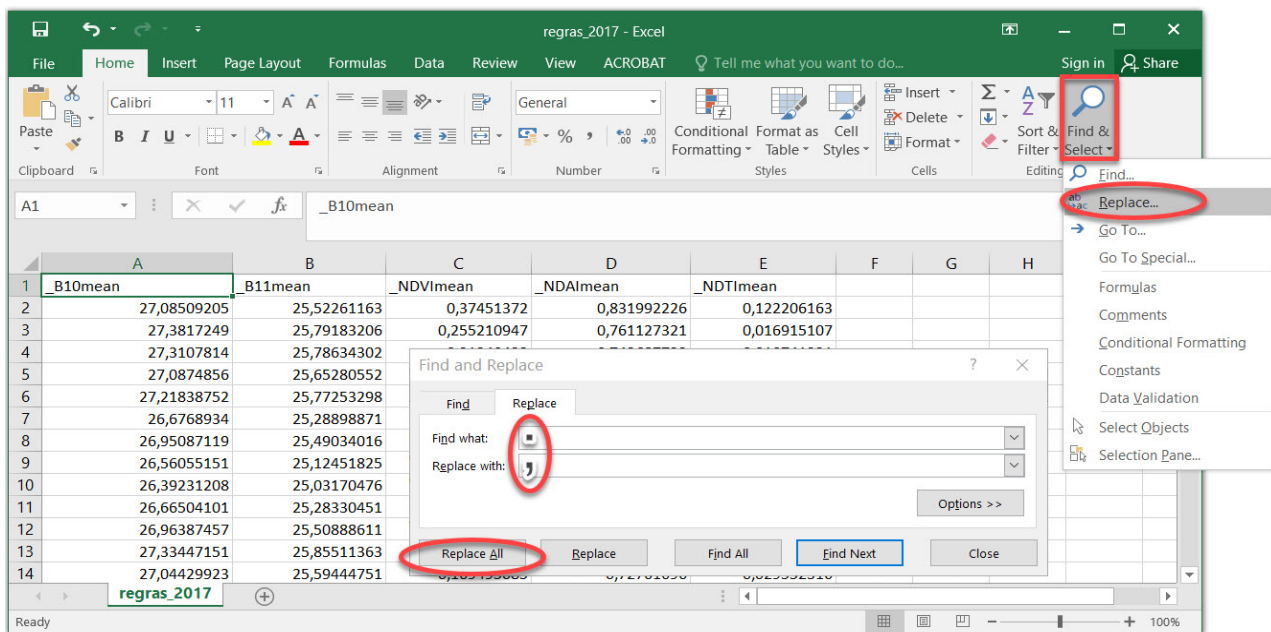 regras_2017 - Excel
File Home Insert Page Layout Formulas Data Review View ACROBAT Tell me what you want to do... Sign in Share
Paste
Clipboard
Calibri 11
B I U
Font
Alignment
General
% , ,0 ,00 ,00 ,0
Number
Conditional Formatting
Format as Table
Cell Styles
Styles
Insert
Delete
Format
Cells
Sort & Filter
Find & Select
Editing
Find...
Replace...
Go To...
Go To Special...
Formulas
Comments
Conditional Formatting
Constants
Data Validation
Select Objects
Selection Pane...
A1 fx _B10mean
A B C D E F G H
1 _B10mean _B11mean _NDVImean _NDAImean _NDTImean
2 27,08509205 25,52261163 0,37451372 0,831992226 0,122206163
3 27,3817249 25,79183206 0,255210947 0,761127321 0,016915107
4 27,3107814 25,78634302
5 27,0874856 25,65280552
6 27,21838752 25,77253298
7 26,6768934 25,28898871
8 26,95087119 25,49034016
9 26,56055151 25,12451825
10 26,39231208 25,03170476
11 26,66504101 25,28330451
12 26,96387457 25,50888611
13 27,33447151 25,85511363
14 27,04429923 25,59444751
Find and Replace ?
Find Replace
Find what: .
Replace with: ,
Options >>
Replace All Replace Find All Find Next Close
regras_2017
Ready 100%